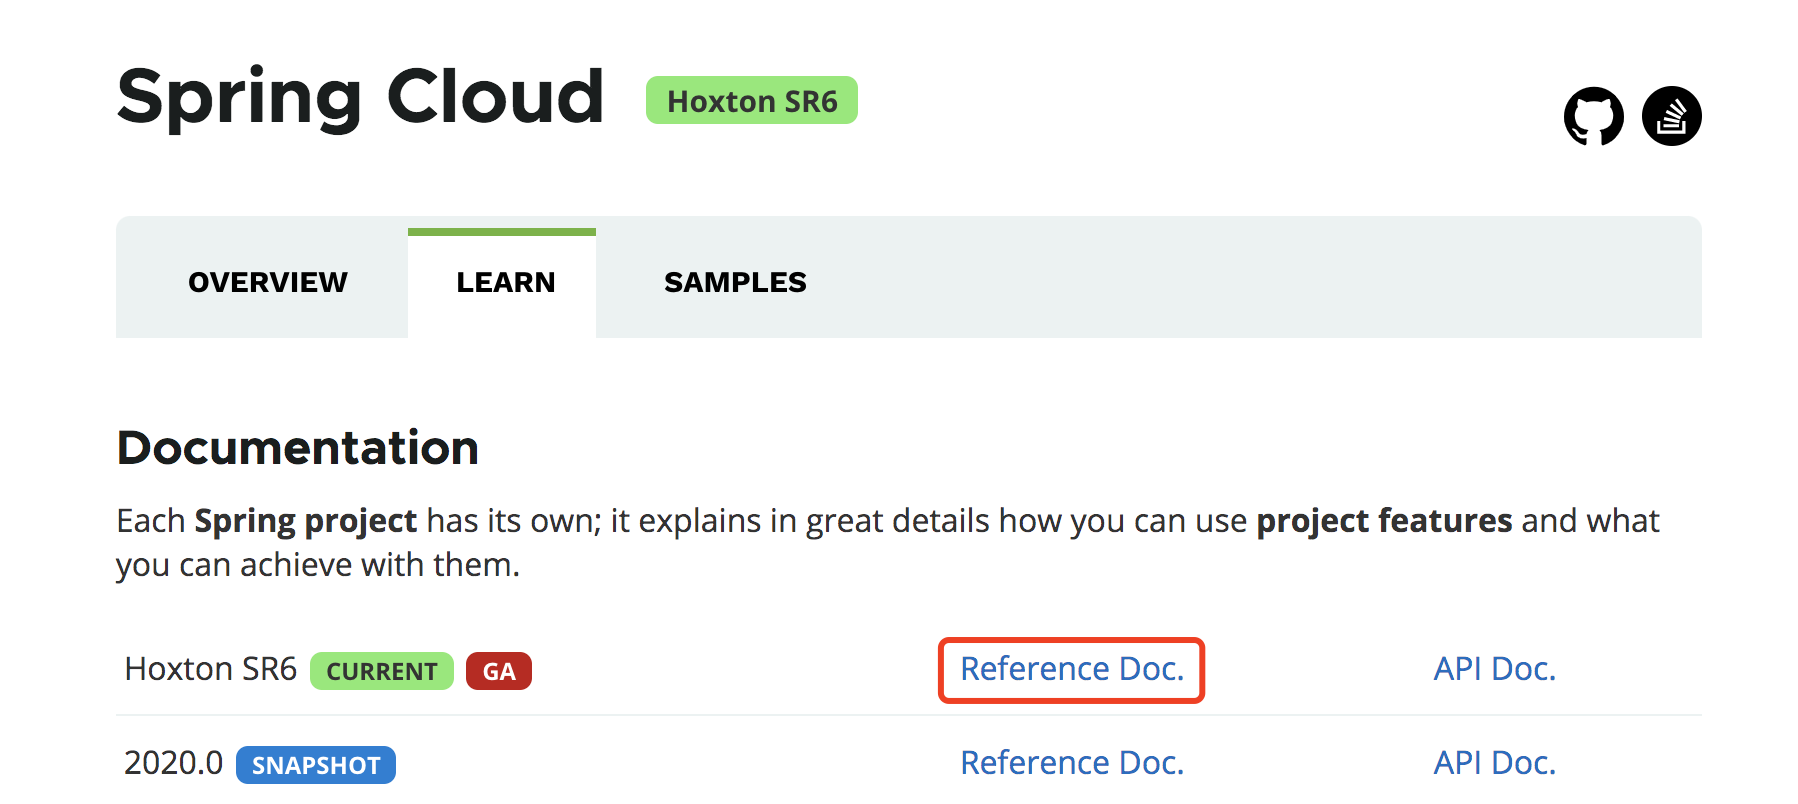 Spring Cloud Hoxton SR6
OVERVIEW LEARN SAMPLES
Documentation
Each Spring project has its own; it explains in great details how you can use project features and what
you can achieve with them.
Hoxton SR6 CURRENT GA Reference Doc. API Doc.
2020.0 SNAPSHOT Reference Doc. API Doc.